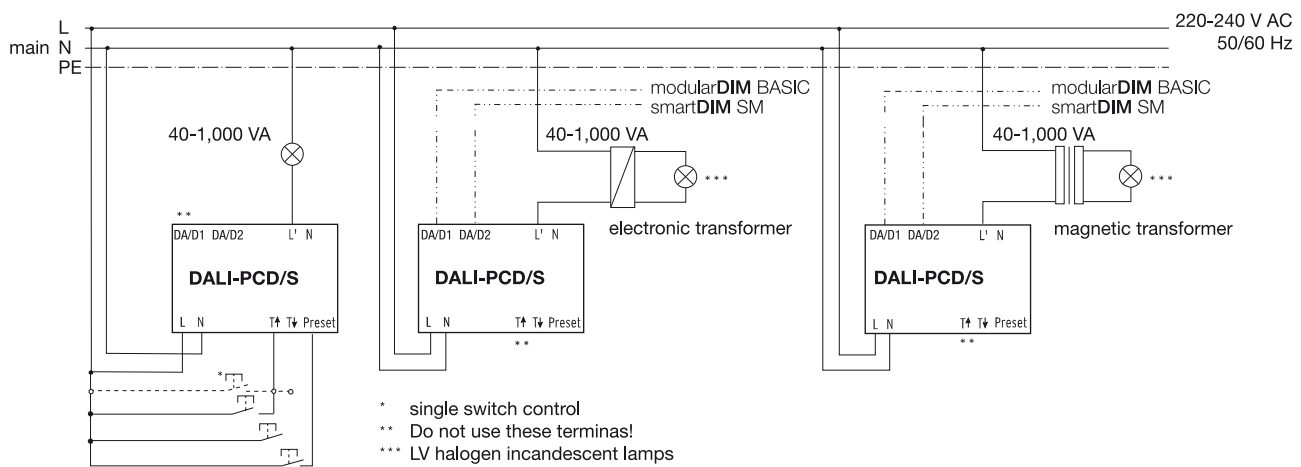 L
220-240 V AC
main N
50/60 Hz
PE
modularDIM BASIC
smartDIM SM
modularDIM BASIC
smartDIM SM
40-1,000 VA
40-1,000 VA
40-1,000 VA
***
***
**
electronic transformer
magnetic transformer
DA/D1 DA/D2 L' N
DALI-PCD/S
L N T↑ T↓ Preset
DA/D1 DA/D2 L' N
DALI-PCD/S
L N T↑ T↓ Preset
**
DA/D1 DA/D2 L' N
DALI-PCD/S
L N T↑ T↓ Preset
**
*
* single switch control
** Do not use these terminas!
*** LV halogen incandescent lamps